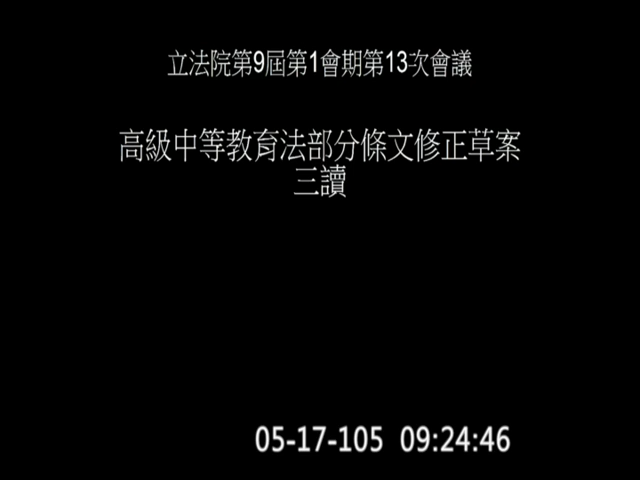 立法院第9屆第1會期第13次會議
高級中等教育法部分條文修正草案
三讀
05-17-105 09:24:46